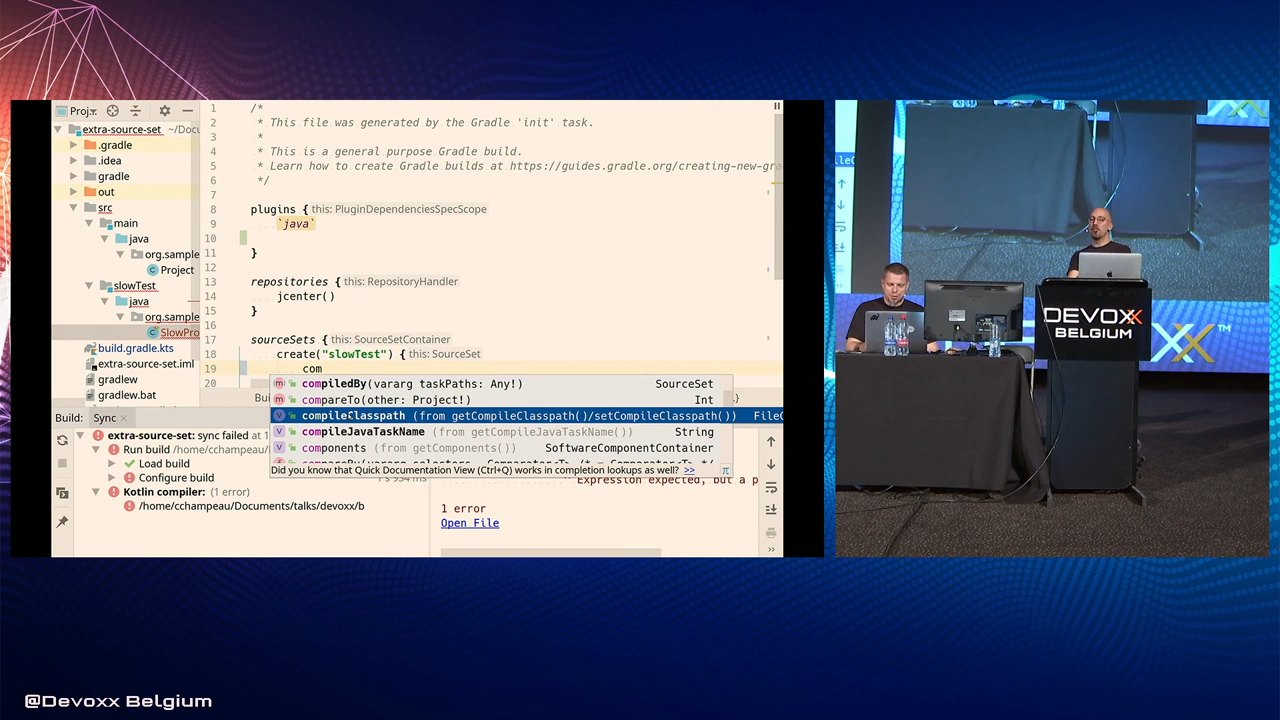 Proj
extra-source-set ~/Docu
.gradle
.idea
gradle
out
src
main
java
org.sample
Project
slowTest
java
org.sample
SlowPro
build.gradle.kts
extra-source-set.iml
gradlew
gradlew.bat
1 /*
2 * This file was generated by the Gradle 'init' task.
3 *
4 * This is a general purpose Gradle build.
5 * Learn how to create Gradle builds at https://guides.gradle.org/creating-new-gra
6 */
7
8 plugins { this: PluginDependenciesSpecScope
9 `java`
10
11 }
12
13 repositories { this: RepositoryHandler
14 jcenter()
15 }
16
17 sourceSets { this: SourceSetContainer
18 create("slowTest") { this: SourceSet
19 com
20
compiledBy(vararg taskPaths: Any!) SourceSet
compareTo(other: Project!) Int
compileClasspath (from getCompileClasspath()/setCompileClasspath()) FileC
compileJavaTaskName (from getCompileJavaTaskName()) String
components (from getComponents()) SoftwareComponentContainer
Did you know that Quick Documentation View (Ctrl+Q) works in completion lookups as well? >>
π
Bui
Build: Sync ×
extra-source-set: sync failed at 1
Run build /home/cchampeau/
Load build
Configure build
Kotlin compiler: (1 error)
/home/cchampeau/Documents/talks/devoxx/b
1 s 934 ms
Expression expected, but a p
1 error
Open File
DEVOXX
BELGIUM
XX™
@Devoxx Belgium